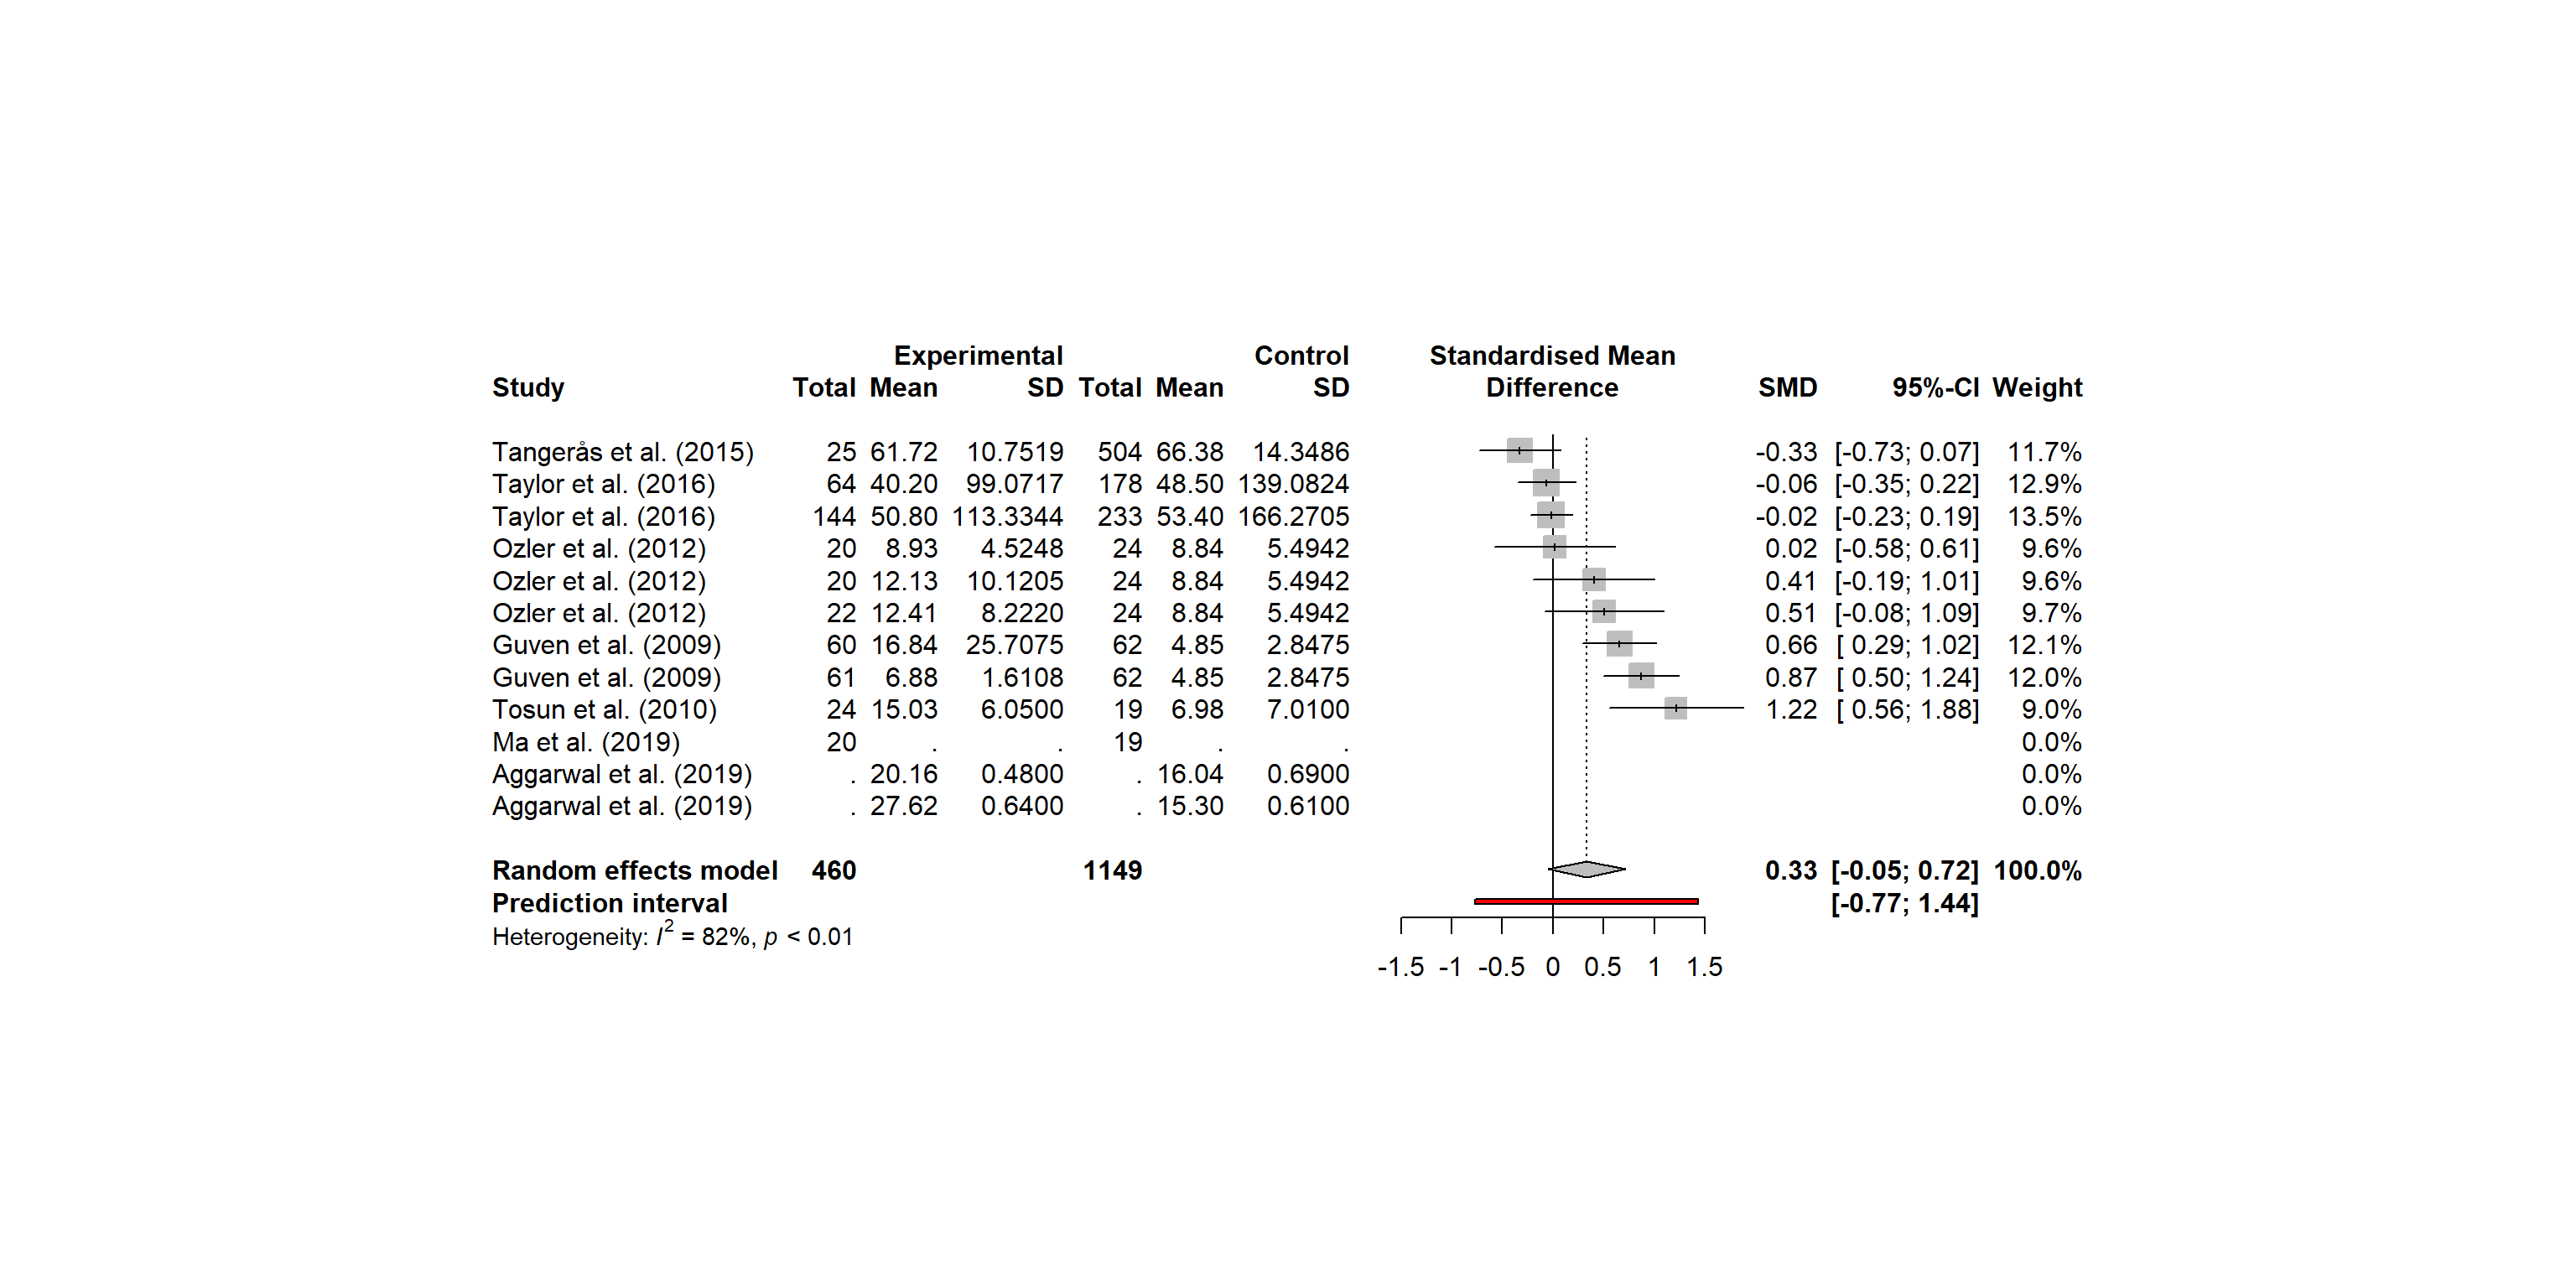 Experimental Control Standardised Mean
Study Total Mean SD Total Mean SD Difference SMD 95%-CI Weight
Tangerås et al. (2015) 25 61.72 10.7519 504 66.38 14.3486 -0.33 [-0.73; 0.07] 11.7%
Taylor et al. (2016) 64 40.20 99.0717 178 48.50 139.0824 -0.06 [-0.35; 0.22] 12.9%
Taylor et al. (2016) 144 50.80 113.3344 233 53.40 166.2705 -0.02 [-0.23; 0.19] 13.5%
Ozler et al. (2012) 20 8.93 4.5248 24 8.84 5.4942 0.02 [-0.58; 0.61] 9.6%
Ozler et al. (2012) 20 12.13 10.1205 24 8.84 5.4942 0.41 [-0.19; 1.01] 9.6%
Ozler et al. (2012) 22 12.41 8.2220 24 8.84 5.4942 0.51 [-0.08; 1.09] 9.7%
Guven et al. (2009) 60 16.84 25.7075 62 4.85 2.8475 0.66 [ 0.29; 1.02] 12.1%
Guven et al. (2009) 61 6.88 1.6108 62 4.85 2.8475 0.87 [ 0.50; 1.24] 12.0%
Tosun et al. (2010) 24 15.03 6.0500 19 6.98 7.0100 1.22 [ 0.56; 1.88] 9.0%
Ma et al. (2019) 20 . . 19 . . 0.0%
Aggarwal et al. (2019) . 20.16 0.4800 . 16.04 0.6900 0.0%
Aggarwal et al. (2019) . 27.62 0.6400 . 15.30 0.6100 0.0%
Random effects model 460 1149 0.33 [-0.05; 0.72] 100.0%
Prediction interval [-0.77; 1.44]
Heterogeneity: I² = 82%, p < 0.01
-1.5 -1 -0.5 0 0.5 1 1.5